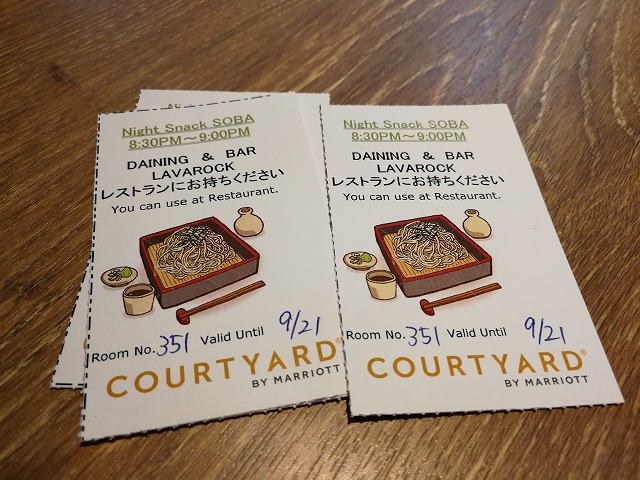 Night Snack SOBA
8:30PM～9:00PM
DAINING & BAR
LAVAROCK
レストランにお持ちください
You can use at Restaurant.
Room No. 351 Valid Until 9/21
COURTYARD®
BY MARRIOTT
Night Snack SOBA
8:30PM～9:00PM
DAINING & BAR
LAVAROCK
レストランにお持ちください
You can use at Restaurant.
Room No. 351 Valid Until 9/21
COURTYARD®
BY MARRIOTT